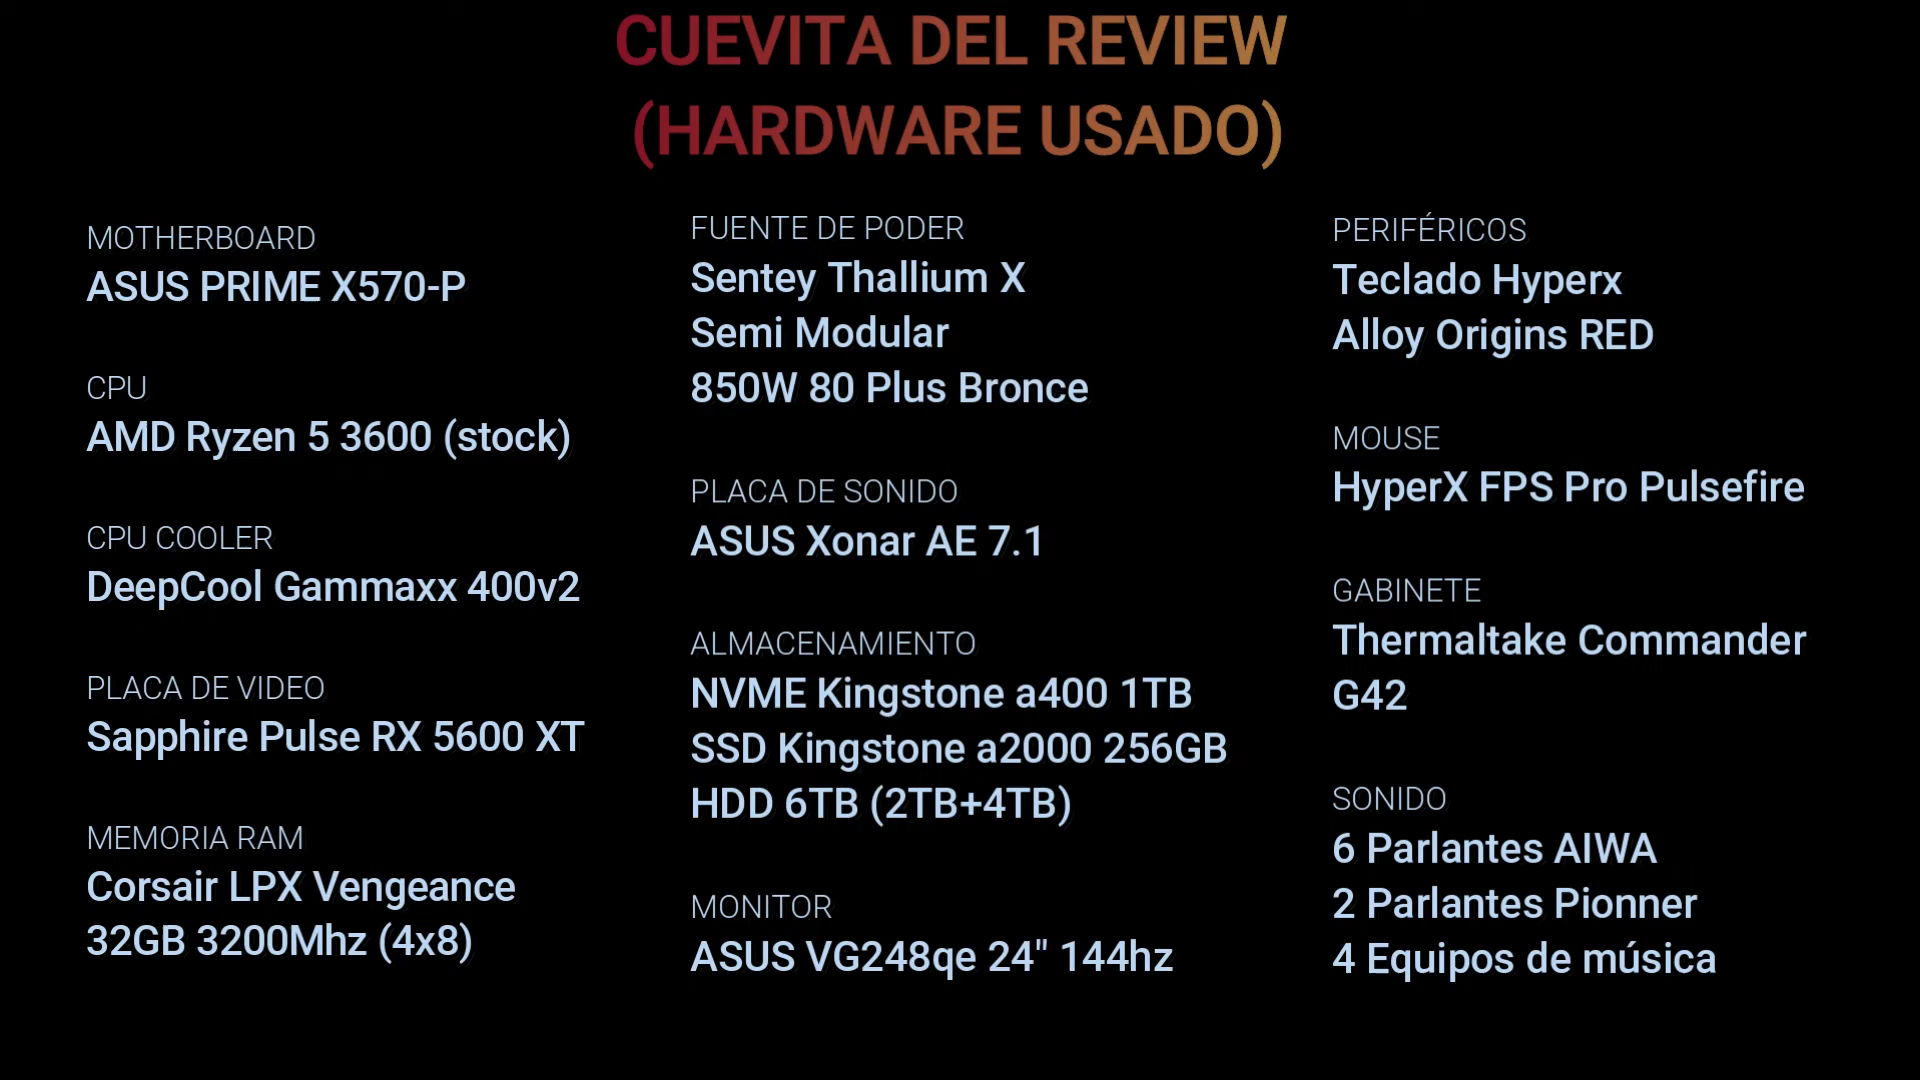 CUEVITA DEL REVIEW
(HARDWARE USADO)
MOTHERBOARD
ASUS PRIME X570-P
CPU
AMD Ryzen 5 3600 (stock)
CPU COOLER
DeepCool Gammaxx 400v2
PLACA DE VIDEO
Sapphire Pulse RX 5600 XT
MEMORIA RAM
Corsair LPX Vengeance
32GB 3200Mhz (4x8)
FUENTE DE PODER
Sentey Thallium X
Semi Modular
850W 80 Plus Bronce
PLACA DE SONIDO
ASUS Xonar AE 7.1
ALMACENAMIENTO
NVME Kingstone a400 1TB
SSD Kingstone a2000 256GB
HDD 6TB (2TB+4TB)
MONITOR
ASUS VG248qe 24" 144hz
PERIFÉRICOS
Teclado Hyperx
Alloy Origins RED
MOUSE
HyperX FPS Pro Pulsefire
GABINETE
Thermaltake Commander
G42
SONIDO
6 Parlantes AIWA
2 Parlantes Pionner
4 Equipos de música